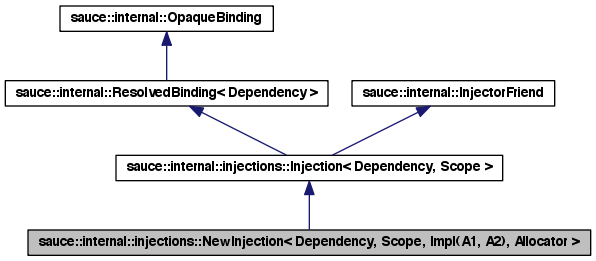 sauce::internal::OpaqueBinding
sauce::internal::ResolvedBinding< Dependency >
sauce::internal::InjectorFriend
sauce::internal::injections::Injection< Dependency, Scope >
sauce::internal::injections::NewInjection< Dependency, Scope, Impl(A1, A2), Allocator >